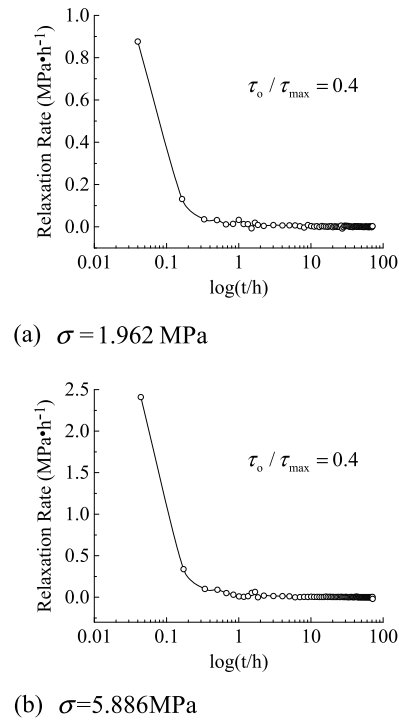 1.0
0.8
0.6
0.4
0.2
0.0
Relaxation Rate (MPa•h⁻¹)
τₒ / τₘₐₓ = 0.4
0.01 0.1 1 10 100
log(t/h)
(a) σ =1.962 MPa
2.5
2.0
1.5
1.0
0.5
0.0
Relaxation Rate (MPa•h⁻¹)
τₒ / τₘₐₓ = 0.4
0.01 0.1 1 10 100
log(t/h)
(b) σ=5.886MPa